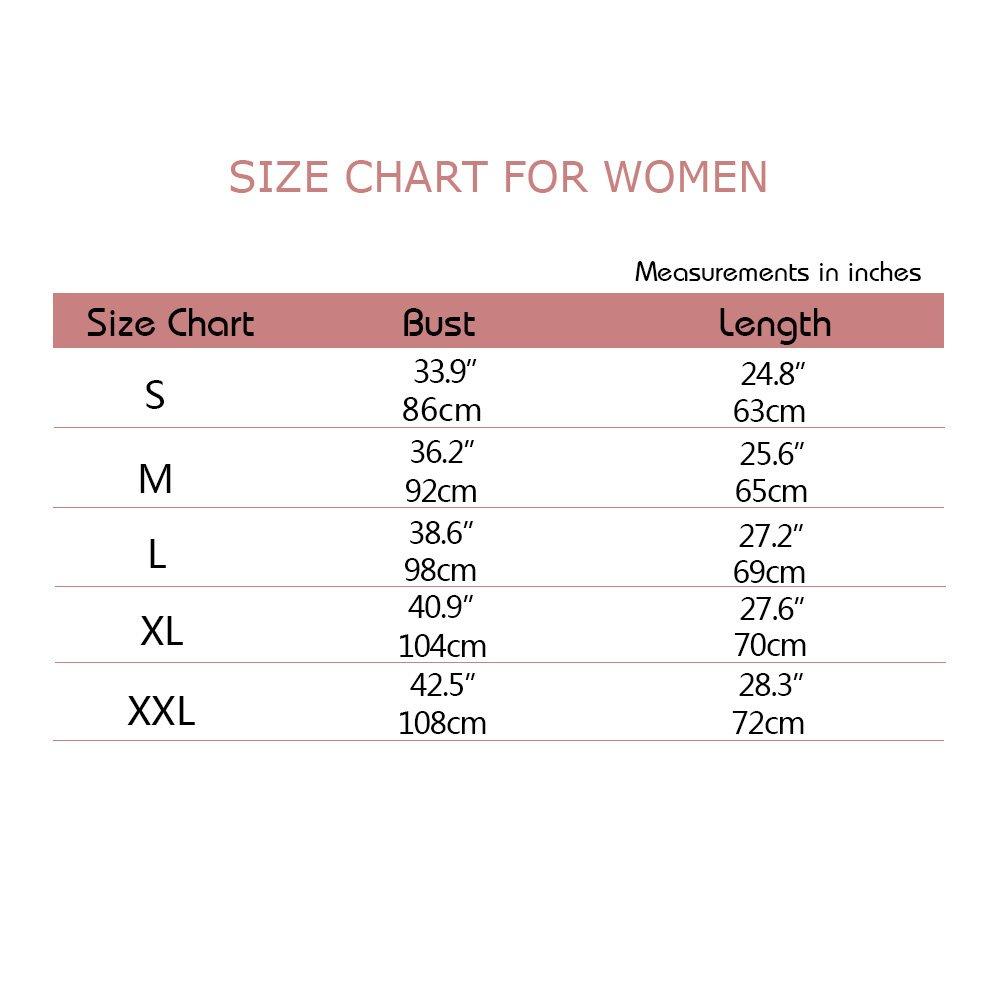 SIZE CHART FOR WOMEN
Measurements in inches
Size Chart Bust Length
33.9” 24.8”
S
86cm 63cm
36.2” 25.6”
M
92cm 65cm
38.6” 27.2”
L
98cm 69cm
40.9” 27.6”
XL
104cm 70cm
42.5” 28.3”
XXL
108cm 72cm